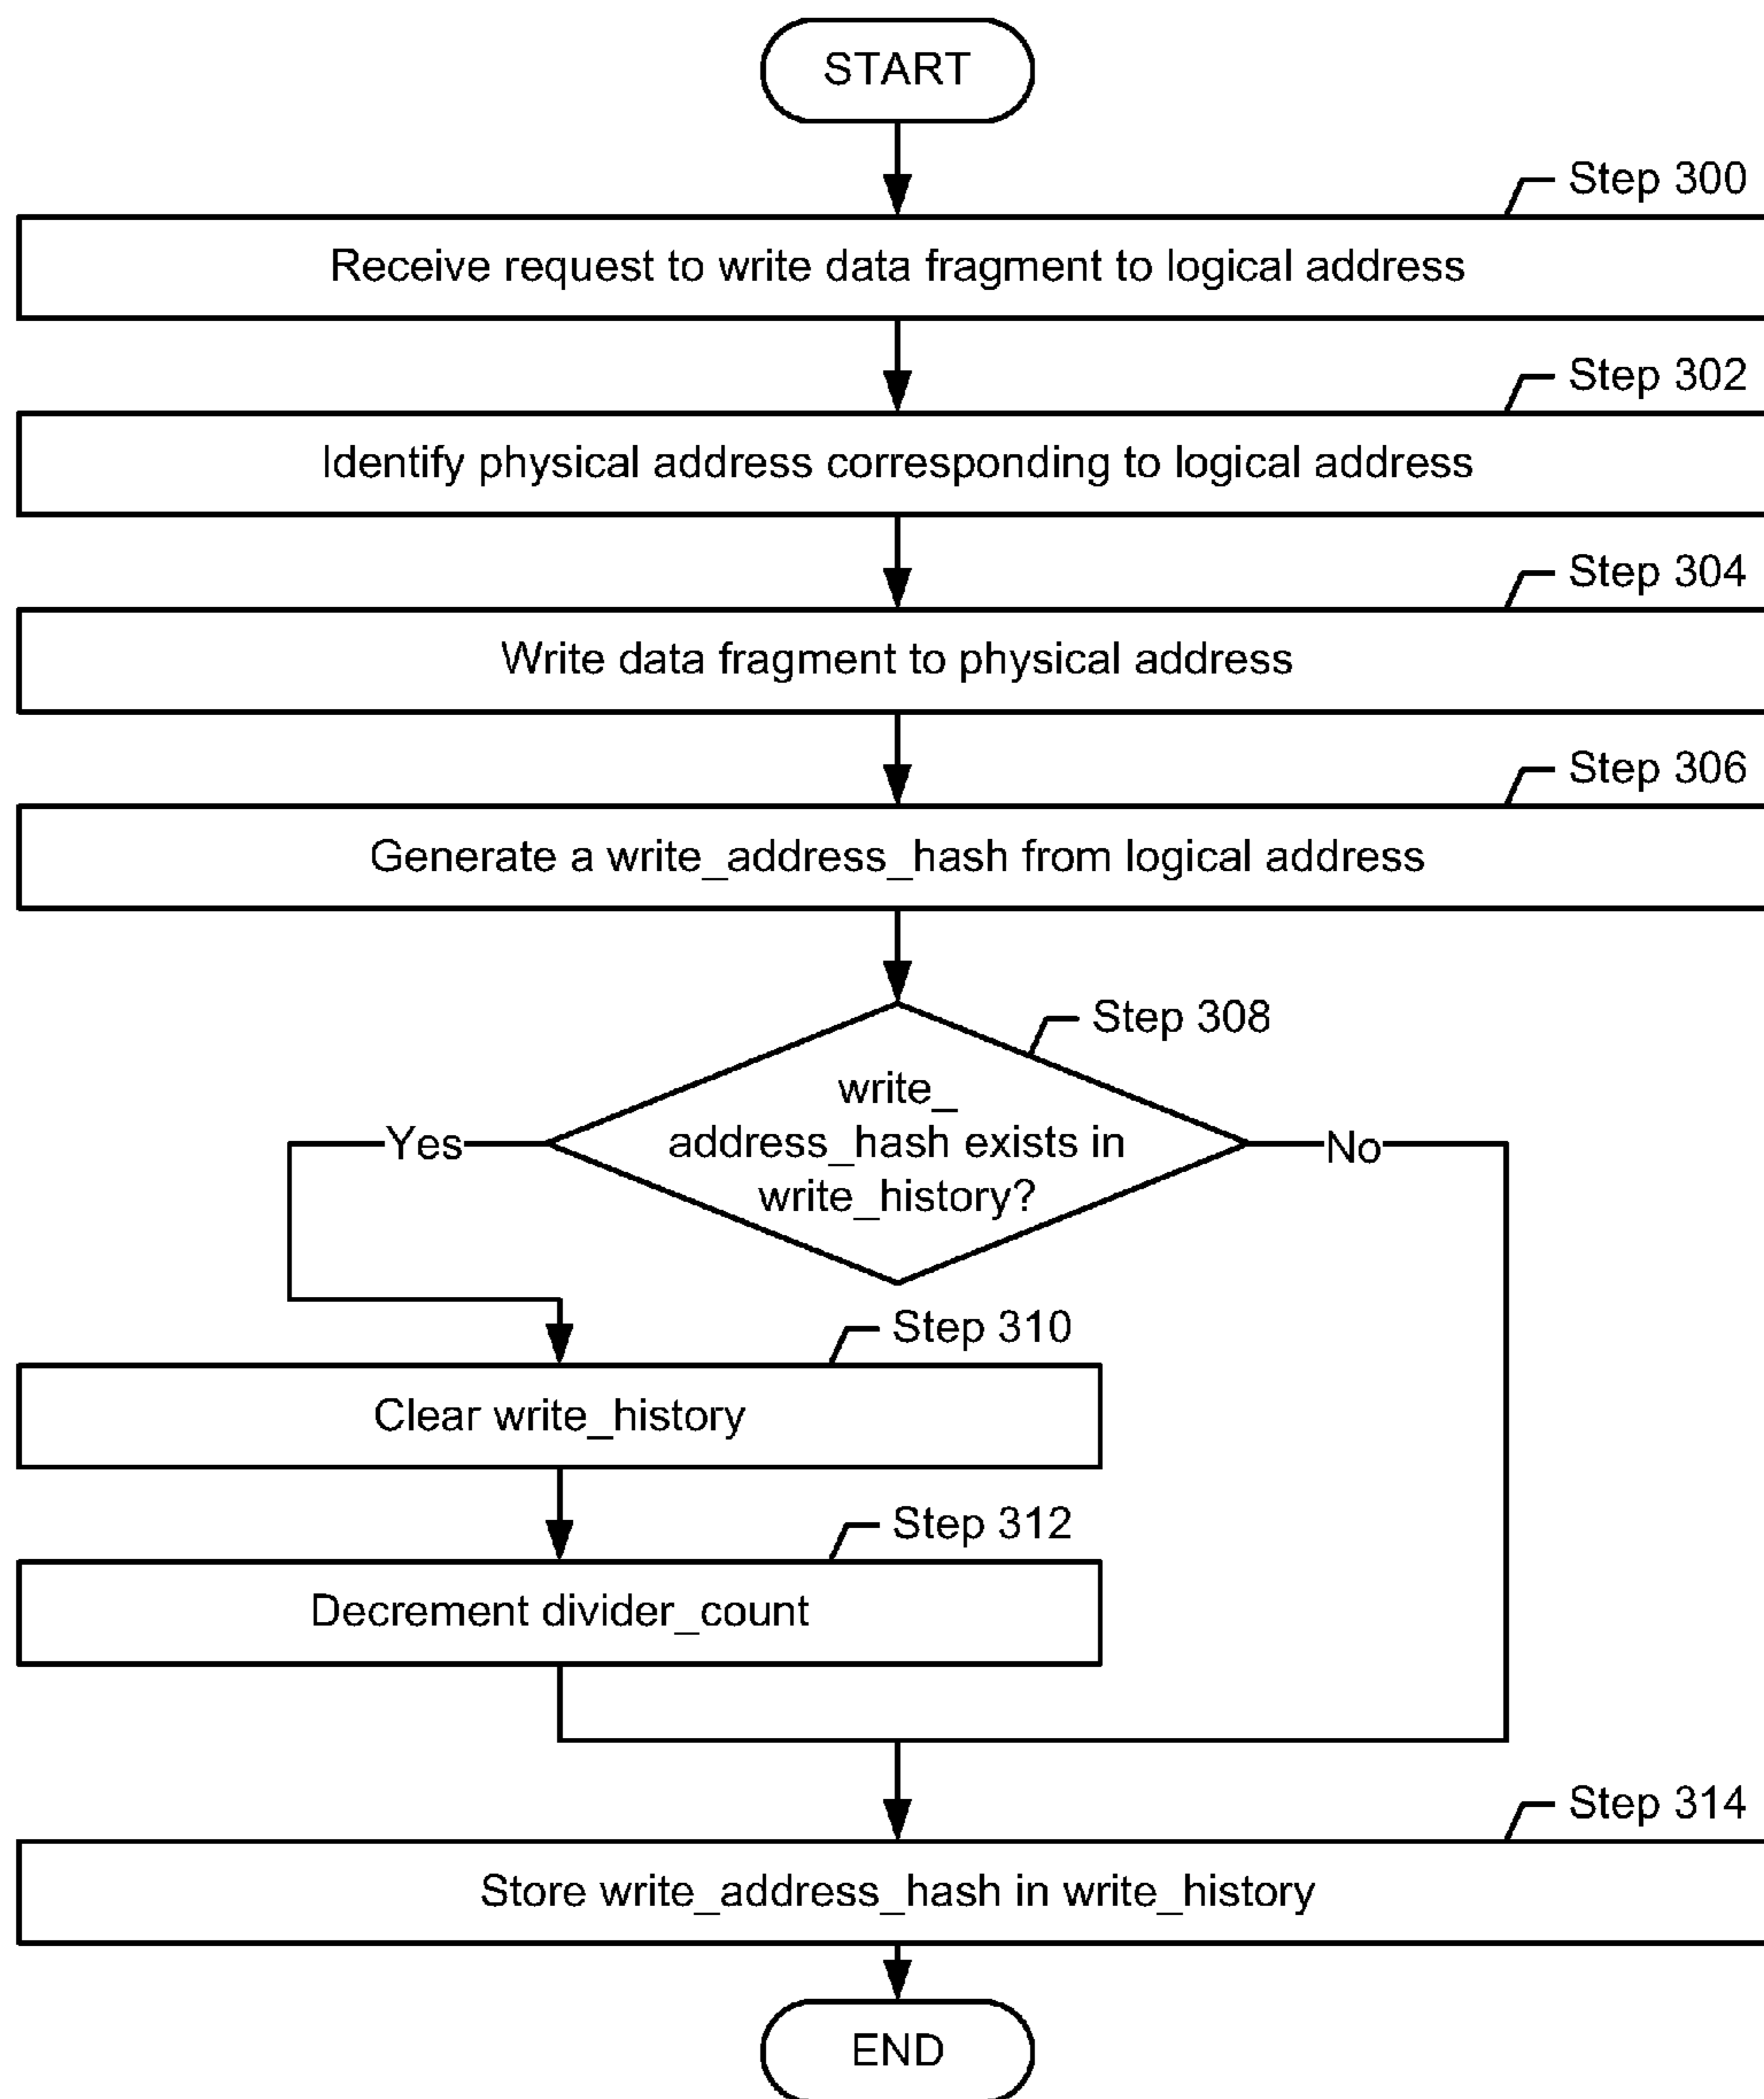 START
Step 300
Receive request to write data fragment to logical address
Step 302
Identify physical address corresponding to logical address
Step 304
Write data fragment to physical address
Step 306
Generate a write_address_hash from logical address
Step 308
write_
address_hash exists in
write_history?
Yes
No
Step 310
Clear write_history
Step 312
Decrement divider_count
Step 314
Store write_address_hash in write_history
END